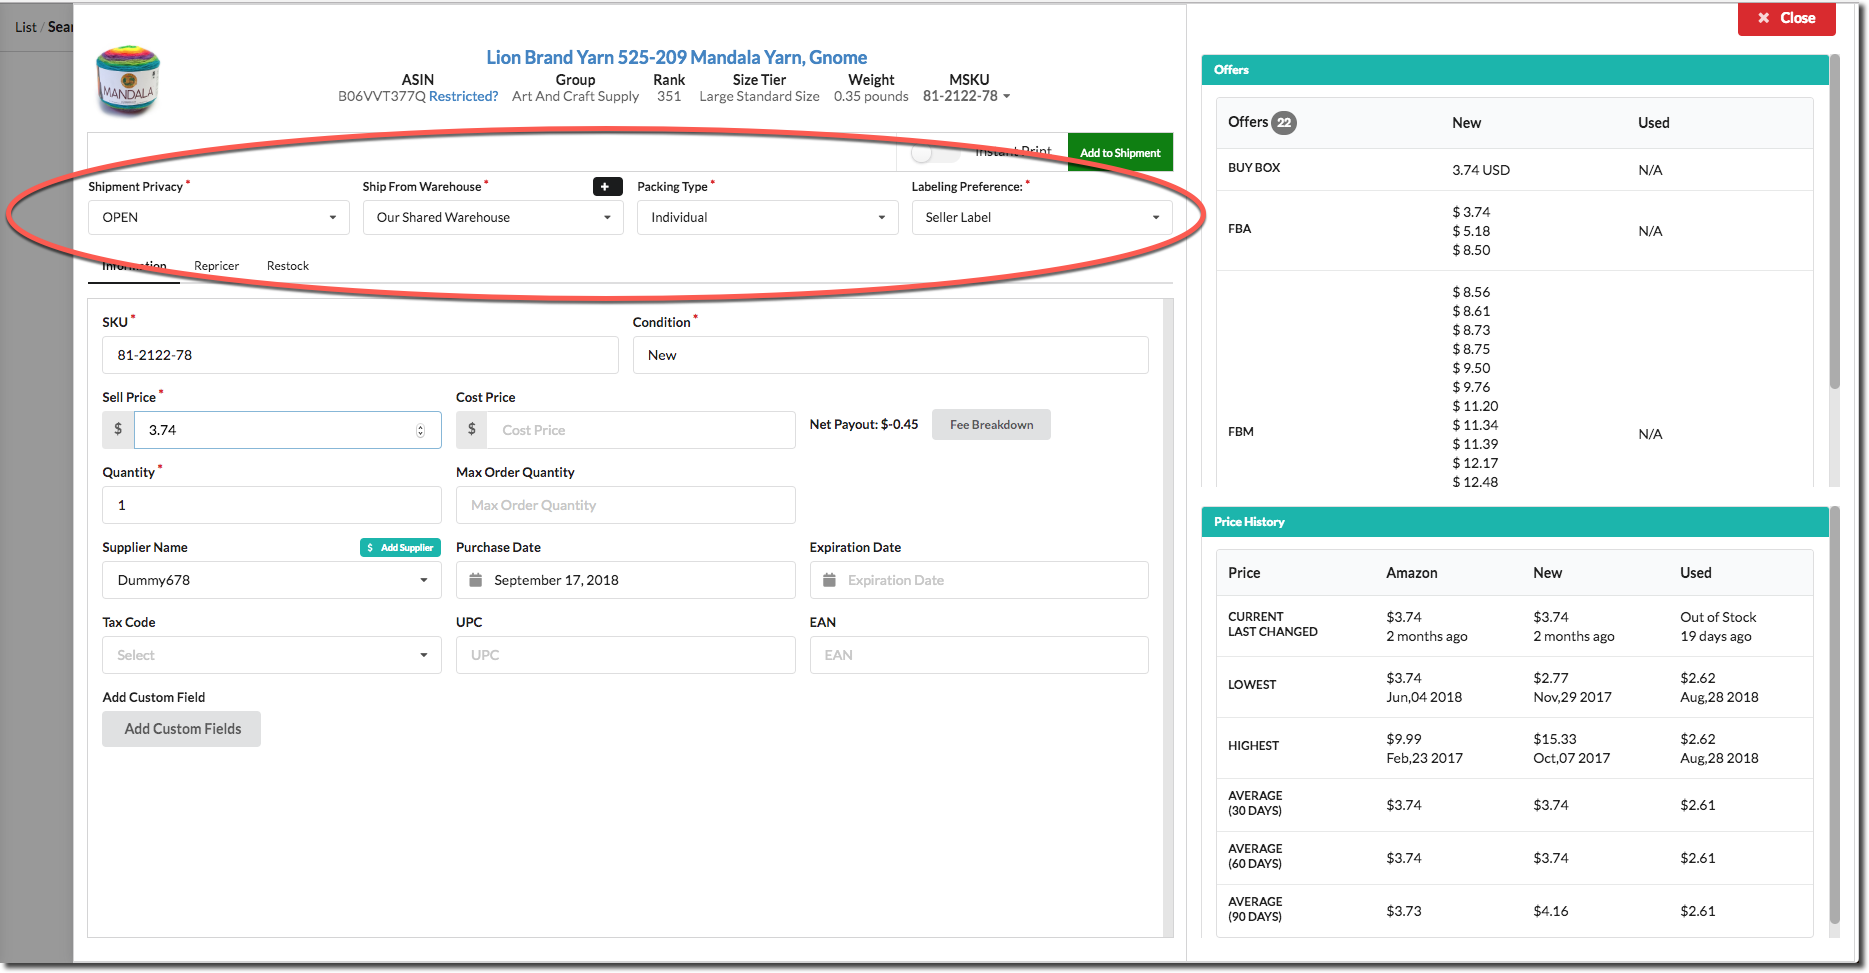 List / Sear
Close
MANDALA
Lion Brand Yarn 525-209 Mandala Yarn, Gnome
ASIN Group Rank Size Tier Weight MSKU
B06VVT377Q Restricted? Art And Craft Supply 351 Large Standard Size 0.35 pounds 81-2122-78
Instant Print Add to Shipment
Shipment Privacy * Ship From Warehouse * + Packing Type * Labeling Preference: *
OPEN Our Shared Warehouse Individual Seller Label
Information Repricer Restock
SKU * Condition *
81-2122-78 New
Sell Price * Cost Price
$ 3.74 $ Cost Price Net Payout: $-0.45 Fee Breakdown
Quantity * Max Order Quantity
1 Max Order Quantity
Supplier Name $ Add Supplier Purchase Date Expiration Date
Dummy678 September 17, 2018 Expiration Date
Tax Code UPC EAN
Select UPC EAN
Add Custom Field
Add Custom Fields
Offers
Offers 22 New Used
BUY BOX 3.74 USD N/A
FBA $ 3.74 N/A
$ 5.18
$ 8.50
FBM N/A
$ 8.56
$ 8.61
$ 8.73
$ 8.75
$ 9.50
$ 9.76
$ 11.20
$ 11.34
$ 11.39
$ 12.17
$ 12.48
Price History
Price Amazon New Used
CURRENT $3.74 $3.74 Out of Stock
LAST CHANGED 2 months ago 2 months ago 19 days ago
LOWEST $3.74 $2.77 $2.62
Jun,04 2018 Nov,29 2017 Aug,28 2018
HIGHEST $9.99 $15.33 $2.62
Feb,23 2017 Oct,07 2017 Aug,28 2018
AVERAGE
(30 DAYS) $3.74 $3.74 $2.61
AVERAGE
(60 DAYS) $3.74 $3.74 $2.61
AVERAGE
(90 DAYS) $3.73 $4.16 $2.61